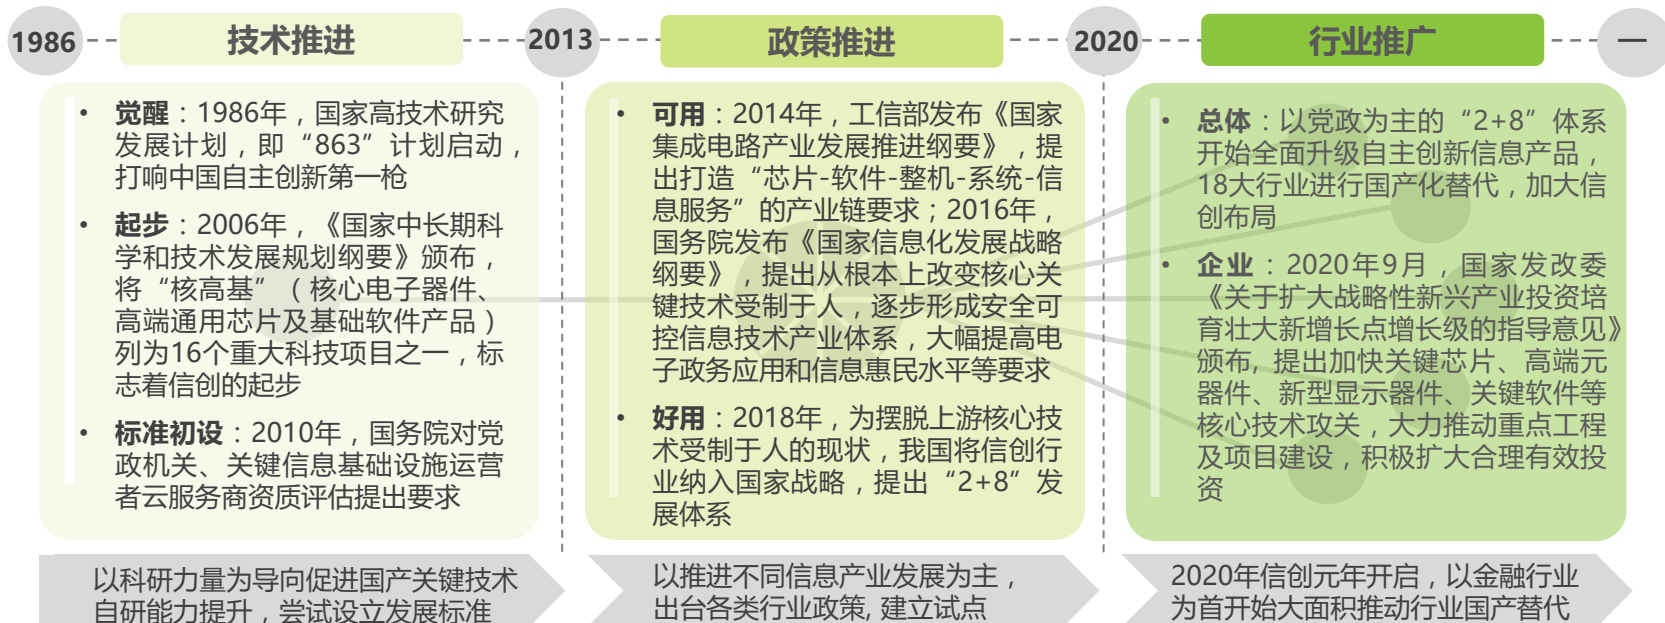 1986
技术推进
2013
政策推进
2020
行业推广
—
• 觉醒：1986年，国家高技术研究
发展计划，即“863”计划启动，
打响中国自主创新第一枪
• 起步：2006年，《国家中长期科
学和技术发展规划纲要》颁布，
将“核高基”（核心电子器件、
高端通用芯片及基础软件产品）
列为16个重大科技项目之一，标
志着信创的起步
• 标准初设：2010年，国务院对党
政机关、关键信息基础设施运营
者云服务商资质评估提出要求
• 可用：2014年，工信部发布《国家
集成电路产业发展推进纲要》，提
出打造“芯片-软件-整机-系统-信
息服务”的产业链要求；2016年，
国务院发布《国家信息化发展战略
纲要》，提出从根本上改变核心关
键技术受制于人，逐步形成安全可
控信息技术产业体系，大幅提高电
子政务应用和信息惠民水平等要求
• 好用：2018年，为摆脱上游核心技
术受制于人的现状，我国将信创行
业纳入国家战略，提出“2+8”发
展体系
• 总体：以党政为主的“2+8”体系
开始全面升级自主创新信息产品，
18大行业进行国产化替代，加大信
创布局
• 企业：2020年9月，国家发改委
《关于扩大战略性新兴产业投资培
育壮大新增长点增长级的指导意见》
颁布, 提出加快关键芯片、高端元
器件、新型显示器件、关键软件等
核心技术攻关，大力推动重点工程
及项目建设，积极扩大合理有效投
资
以科研力量为导向促进国产关键技术
自研能力提升，尝试设立发展标准
以推进不同信息产业发展为主，
出台各类行业政策, 建立试点
2020年信创元年开启，以金融行业
为首开始大面积推动行业国产替代